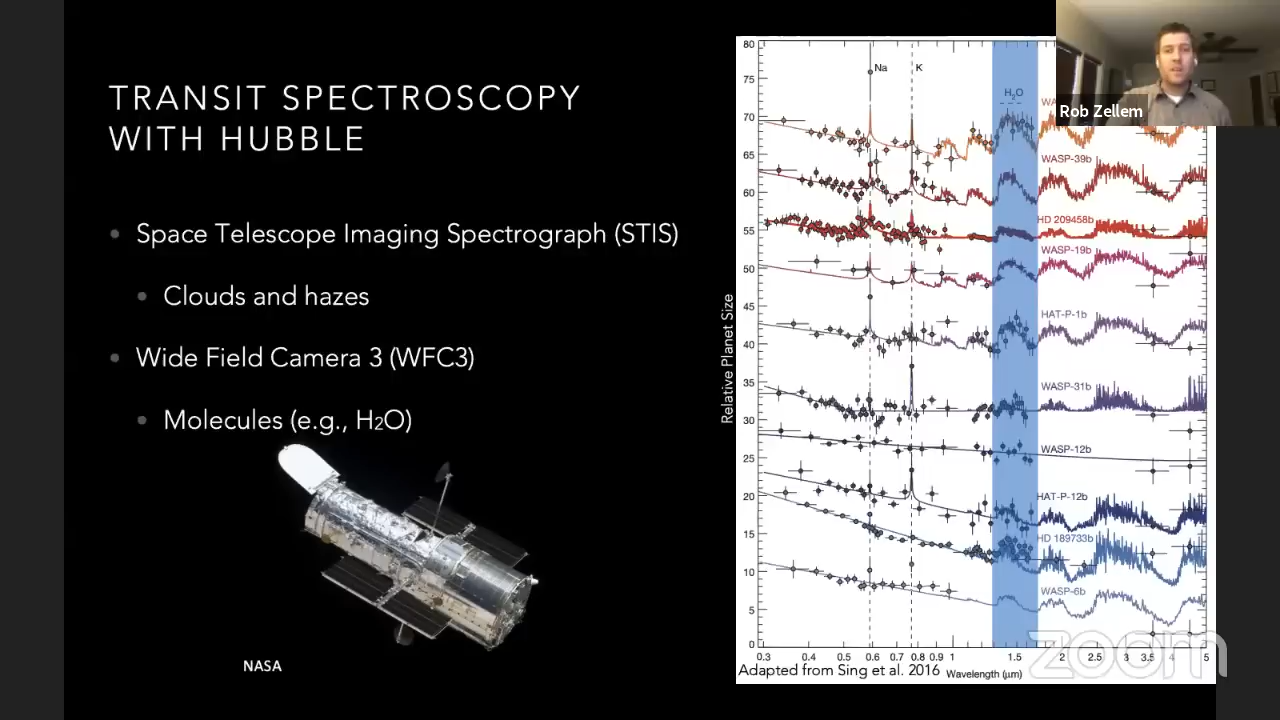 TRANSIT SPECTROSCOPY
WITH HUBBLE
Space Telescope Imaging Spectrograph (STIS)
Clouds and hazes
Wide Field Camera 3 (WFC3)
Molecules (e.g., H2O)
NASA
Relative Planet Size
80
75
70
65
60
55
50
45
40
35
30
25
20
15
10
5
0
Na
K
H2O
WASP-39b
HD 209458b
WASP-19b
HAT-P-1b
WASP-31b
WASP-12b
HAT-P-12b
HD 189733b
WASP-6b
0.3 0.4 0.5 0.6 0.7 0.8 0.9 1 1.5 2 2.5 3 3.5 4 5
Adapted from Sing et al. 2016
Wavelength (μm)
Rob Zellem
zoom